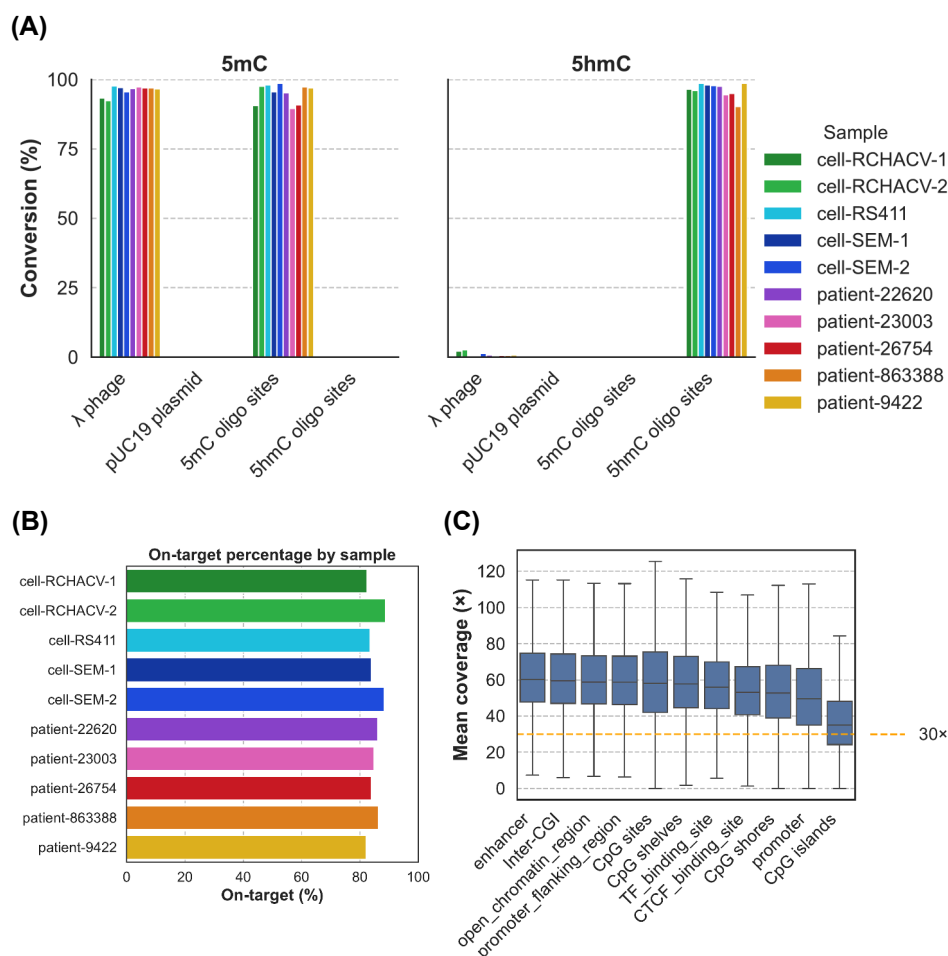 (A)
5mC
5hmC
Conversion (%)
100
75
50
25
0
λ phage
pUC19 plasmid
5mC oligo sites
5hmC oligo sites
λ phage
pUC19 plasmid
5mC oligo sites
5hmC oligo sites
Sample
cell-RCHACV-1
cell-RCHACV-2
cell-RS411
cell-SEM-1
cell-SEM-2
patient-22620
patient-23003
patient-26754
patient-863388
patient-9422
(B)
On-target percentage by sample
cell-RCHACV-1
cell-RCHACV-2
cell-RS411
cell-SEM-1
cell-SEM-2
patient-22620
patient-23003
patient-26754
patient-863388
patient-9422
0 20 40 60 80 100
On-target (%)
(C)
Mean coverage (×)
120
100
80
60
40
20
0
30×
enhancer
Inter-CGI
open_chromatin_region
promoter_flanking_region
CpG sites
CpG shelves
TF_binding_site
CTCF_binding_site
CpG shores
promoter
CpG islands